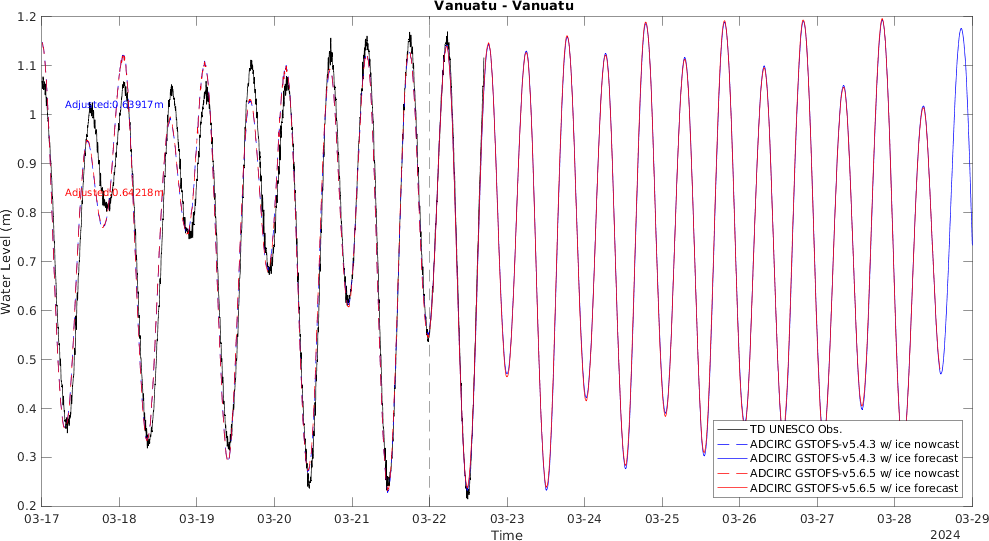 Vanuatu - Vanuatu
1.2
1.1
1
0.9
0.8
0.7
0.6
0.5
0.4
0.3
0.2
Water Level (m)
Adjusted:0.63917m
Adjusted:0.64218m
TD UNESCO Obs.
ADCIRC GSTOFS-v5.4.3 w/ ice nowcast
ADCIRC GSTOFS-v5.4.3 w/ ice forecast
ADCIRC GSTOFS-v5.6.5 w/ ice nowcast
ADCIRC GSTOFS-v5.6.5 w/ ice forecast
03-17 03-18 03-19 03-20 03-21 03-22 03-23 03-24 03-25 03-26 03-27 03-28 03-29
Time
2024